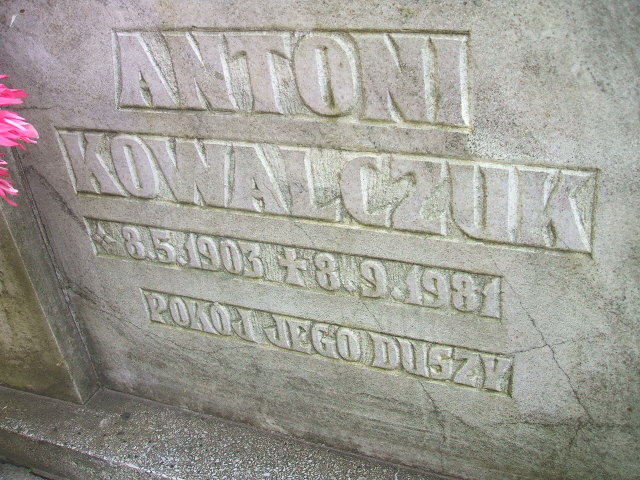 ANTONI
KOWALCZUK
* 8.5.1903 ✝ 8.9.1981
POKÓJ JEGO DUSZY